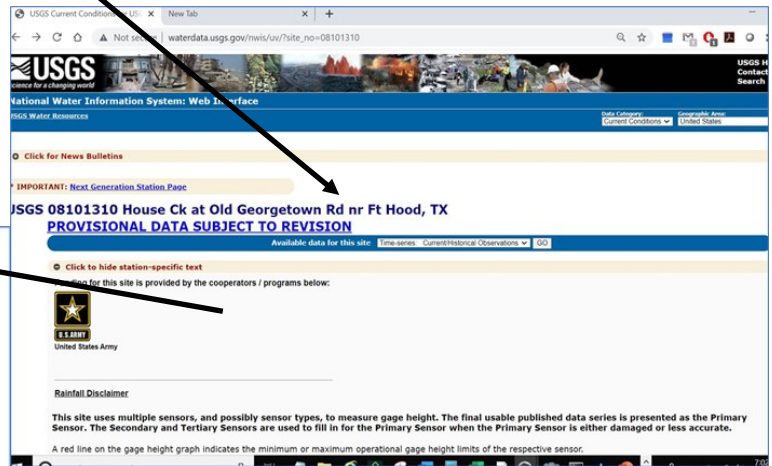 USGS Current Conditions for US
New Tab
Not secure | waterdata.usgs.gov/nwis/uv/?site_no=08101310
USGS
science for a changing world
USGS H
Contact
Search
National Water Information System: Web Interface
USGS Water Resources
Data Category:
Current Conditions
Geographic Area:
United States
Click for News Bulletins
* IMPORTANT: Next Generation Station Page
USGS 08101310 House Ck at Old Georgetown Rd nr Ft Hood, TX
PROVISIONAL DATA SUBJECT TO REVISION
Available data for this site Time-series: Current/Historical Observations GO
Click to hide station-specific text
for this site is provided by the cooperators / programs below:
U.S.ARMY
United States Army
Rainfall Disclaimer
This site uses multiple sensors, and possibly sensor types, to measure gage height. The final usable published data series is presented as the Primary
Sensor. The Secondary and Tertiary Sensors are used to fill in for the Primary Sensor when the Primary Sensor is either damaged or less accurate.
A red line on the gage height graph indicates the minimum or maximum operational gage height limits of the respective sensor.